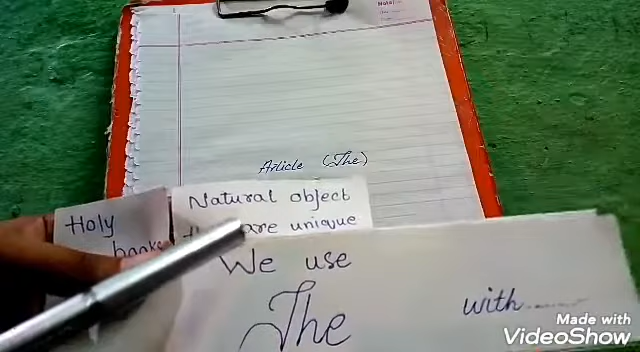 Article (The)
Natural object
are unique
Holy
books
We use
The
with........
Made with
VideoShow